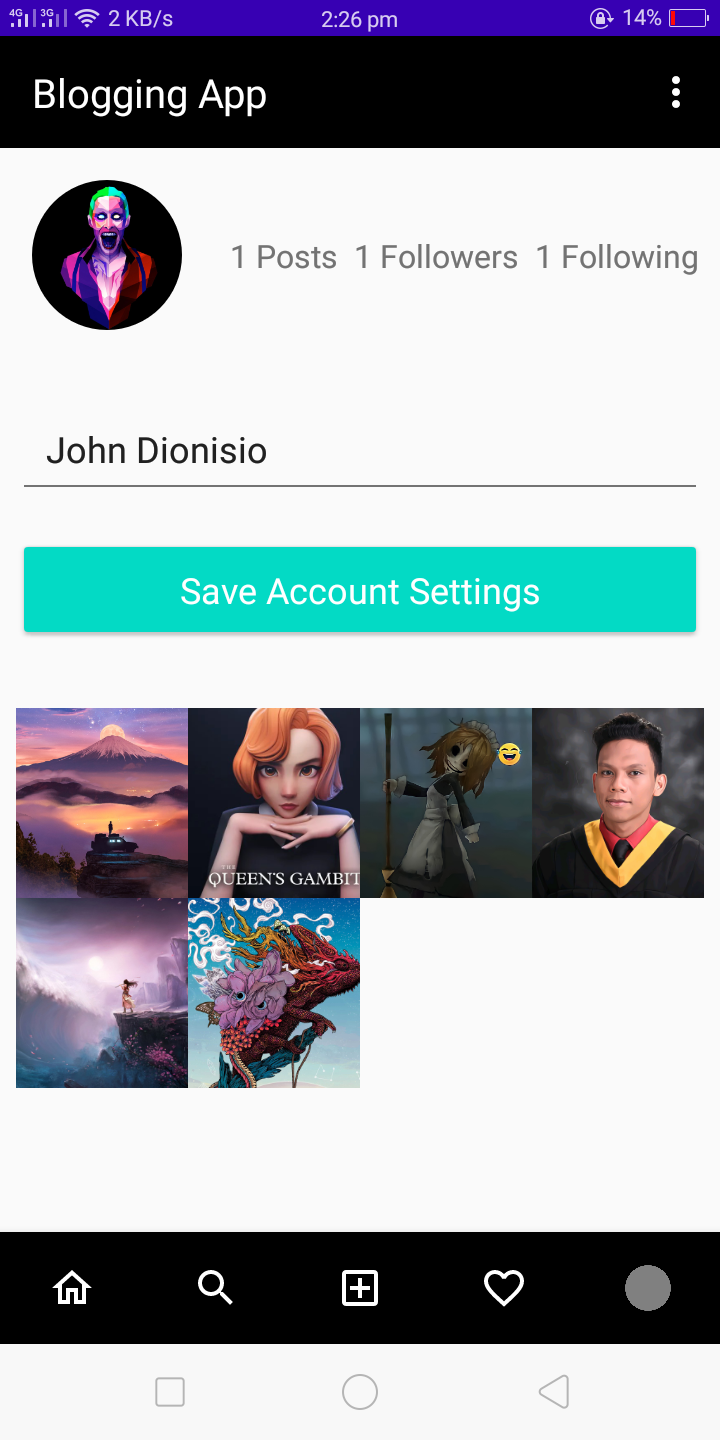 4G 3G 2 KB/s 2:26 pm 14%
Blogging App
1 Posts 1 Followers 1 Following
John Dionisio
Save Account Settings
THE
QUEEN'S GAMBIT